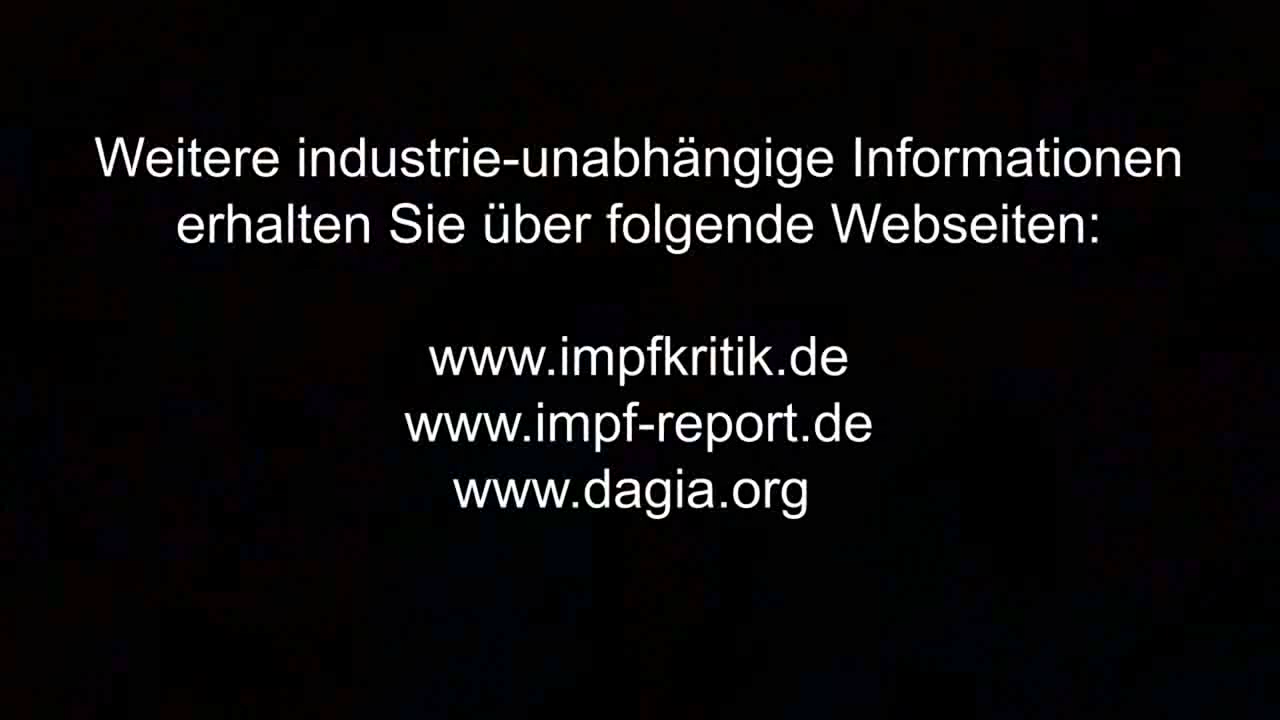 Weitere industrie-unabhängige Informationen
erhalten Sie über folgende Webseiten:
www.impfkritik.de
www.impf-report.de
www.dagia.org